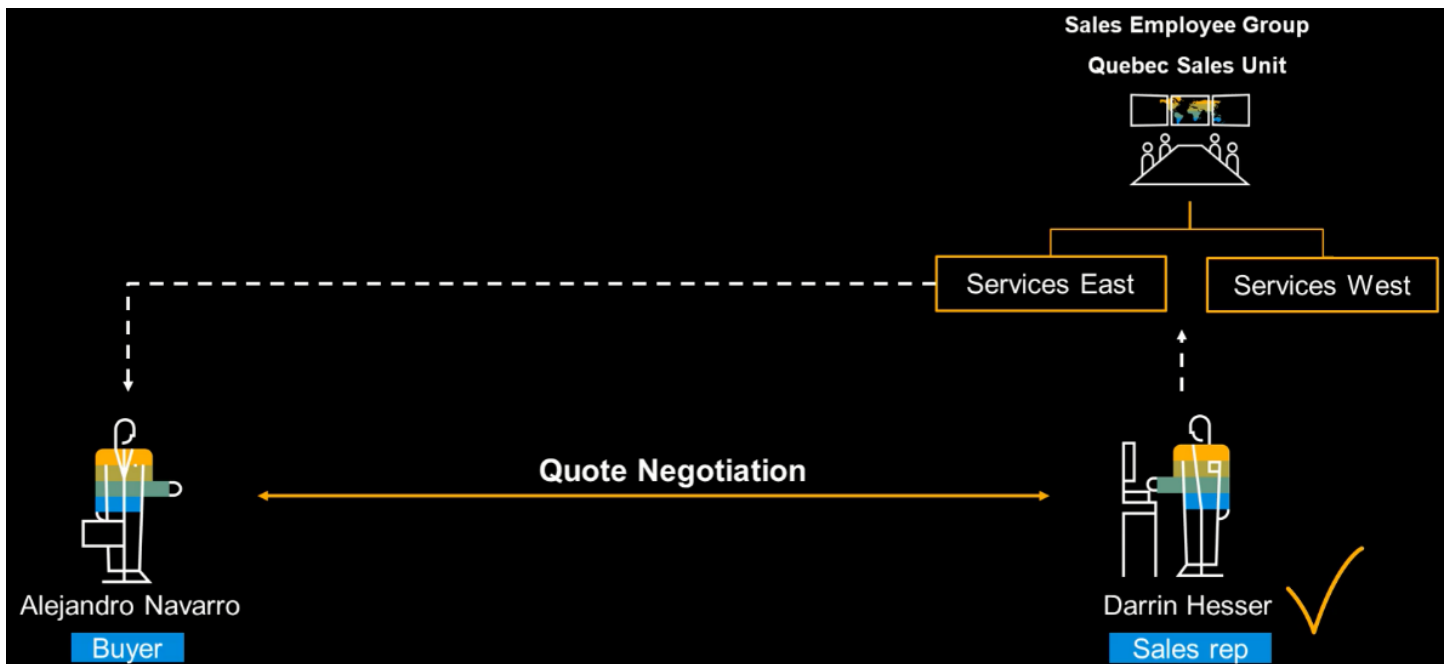 Sales Employee Group
Quebec Sales Unit
Services East
Services West
Quote Negotiation
Alejandro Navarro
Buyer
Darrin Hesser
Sales rep